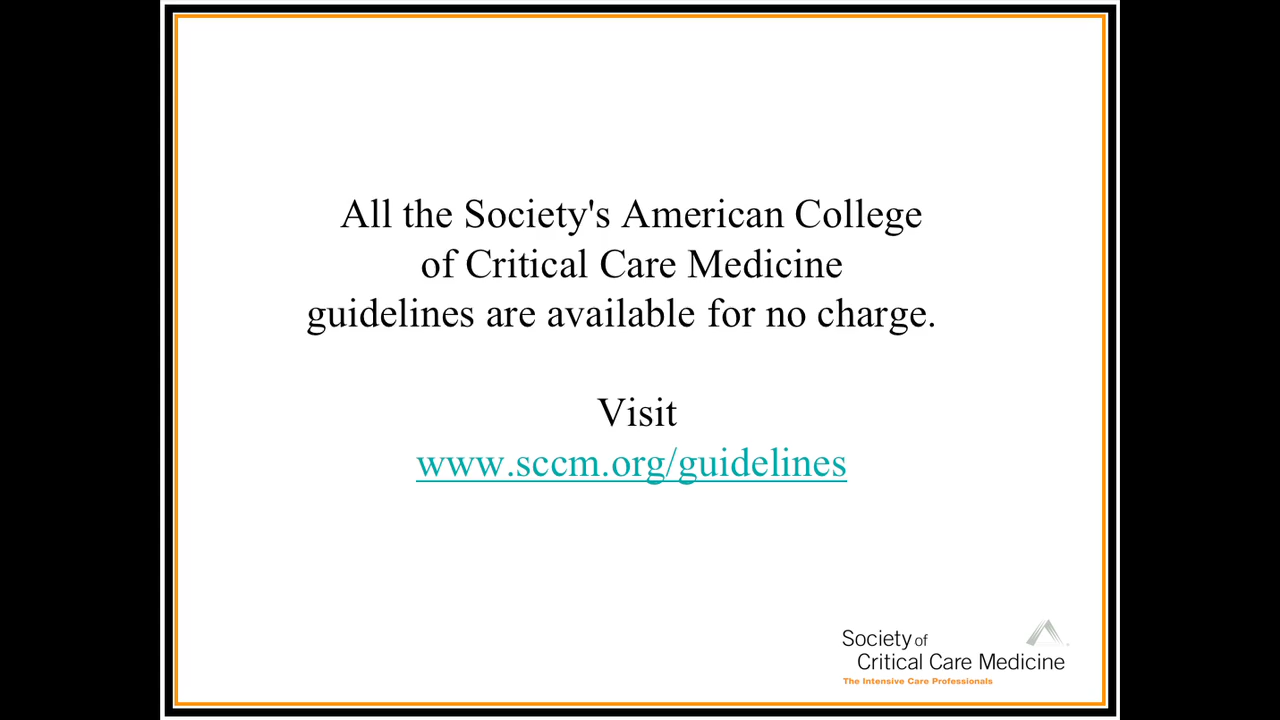 All the Society's American College
of Critical Care Medicine
guidelines are available for no charge.
Visit
www.sccm.org/guidelines
Society of
Critical Care Medicine
The Intensive Care Professionals